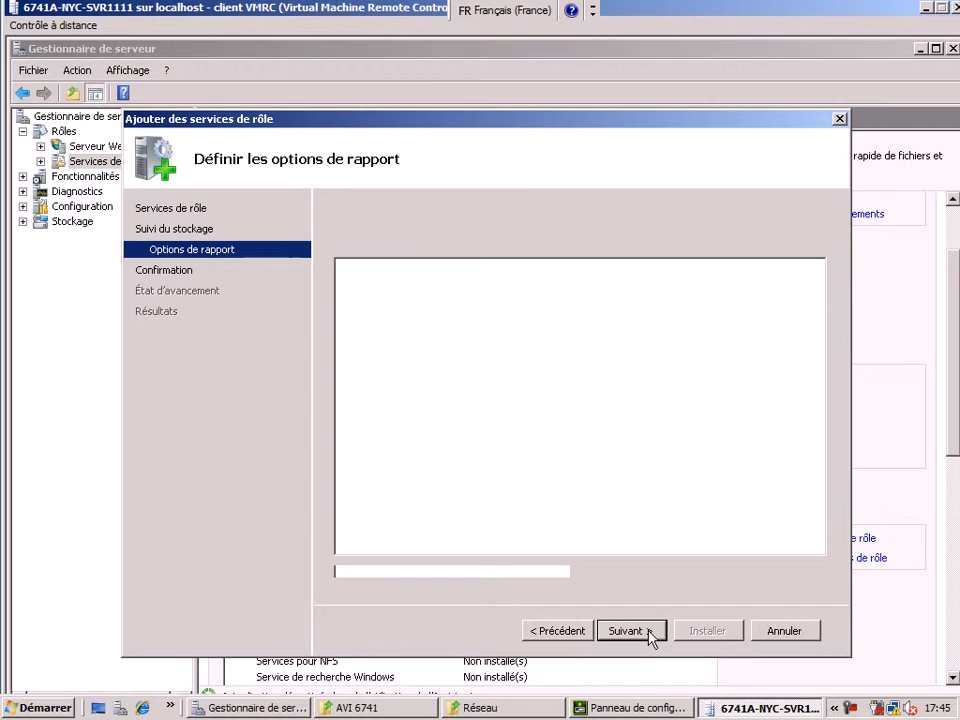 6741A-NYC-SVR1111 sur localhost - client VMRC (Virtual Machine Remote Contro
FR Français (France)
Contrôle à distance
Gestionnaire de serveur
Fichier Action Affichage ?
Gestionnaire de ser
Ajouter des services de rôle
Rôles
Serveur We
Services de
Fonctionnalités
Diagnostics
Configuration
Stockage
Définir les options de rapport
rapide de fichiers et
ements
Services de rôle
Suivi du stockage
Options de rapport
Confirmation
État d'avancement
Résultats
e rôle
s de rôle
< Précédent Suivant > Installer Annuler
Services pour NFS Non installé(s)
Service de recherche Windows Non installé(s)
Démarrer » Gestionnaire de ser... AVI 6741 Réseau Panneau de config... 6741A-NYC-SVR1... « 17:45